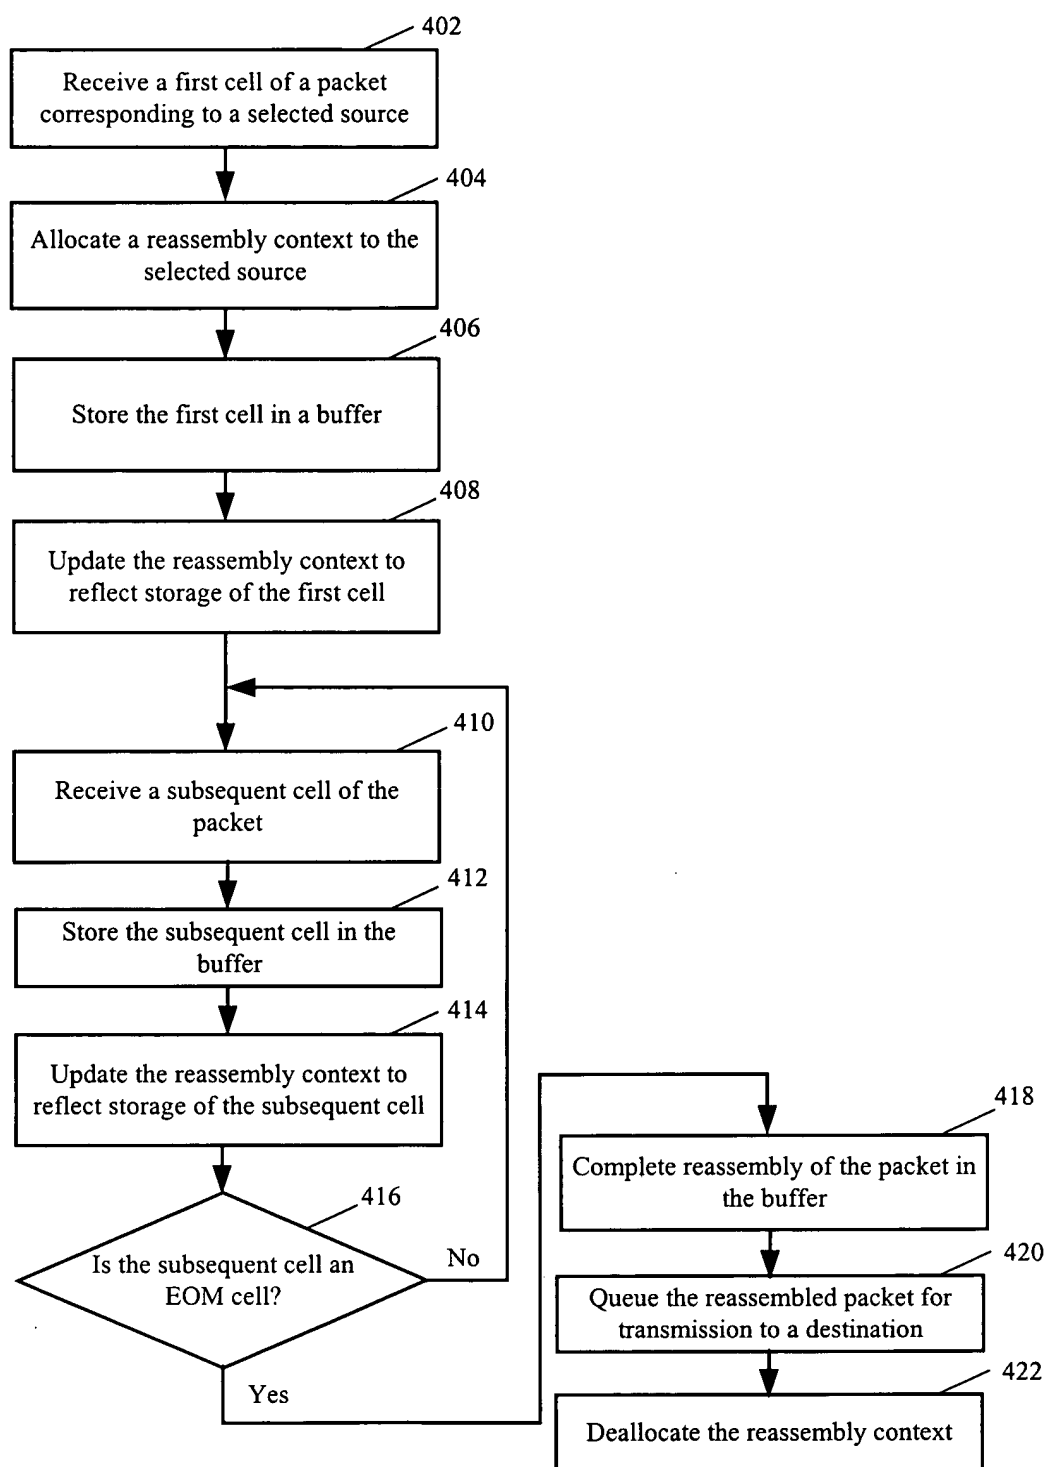 402
Receive a first cell of a packet
corresponding to a selected source
404
Allocate a reassembly context to the
selected source
406
Store the first cell in a buffer
408
Update the reassembly context to
reflect storage of the first cell
410
Receive a subsequent cell of the
packet
412
Store the subsequent cell in the
buffer
414
Update the reassembly context to
reflect storage of the subsequent cell
416
Is the subsequent cell an
EOM cell?
No
Yes
418
Complete reassembly of the packet in
the buffer
420
Queue the reassembled packet for
transmission to a destination
422
Deallocate the reassembly context